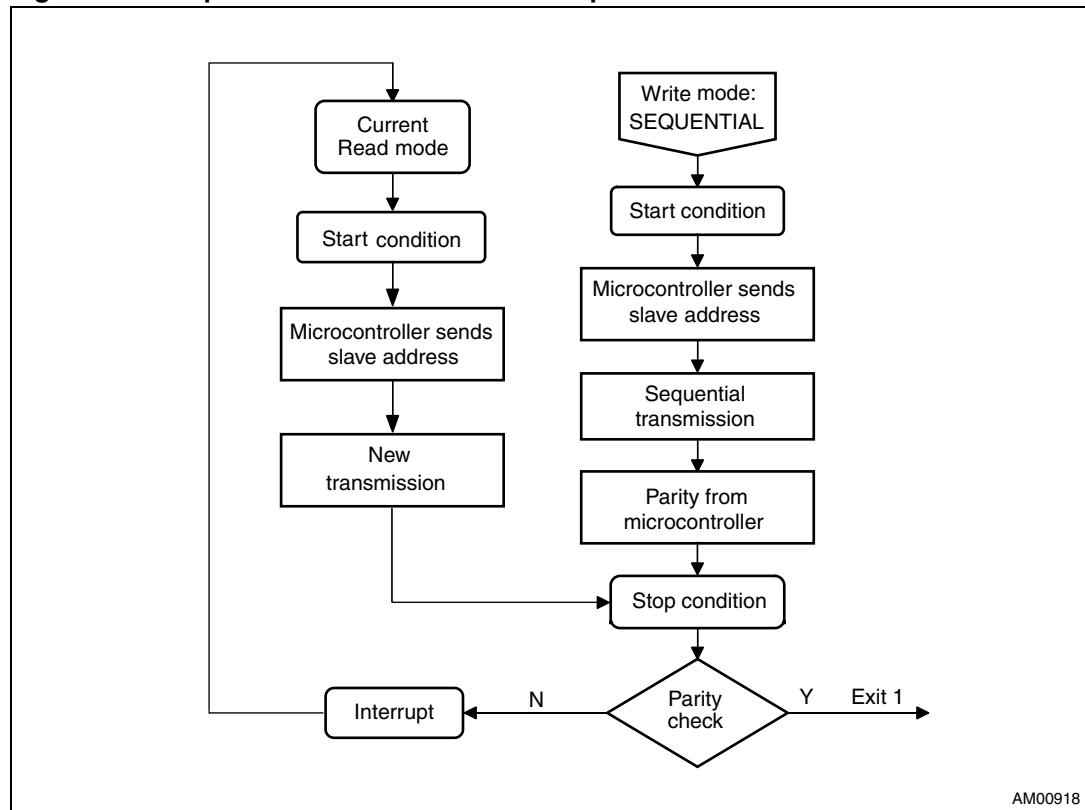 Current
Read mode
Start condition
Microcontroller sends
slave address
New
transmission
Write mode:
SEQUENTIAL
Start condition
Microcontroller sends
slave address
Sequential
transmission
Parity from
microcontroller
Stop condition
Parity
check
Y
Exit 1
N
Interrupt
AM00918